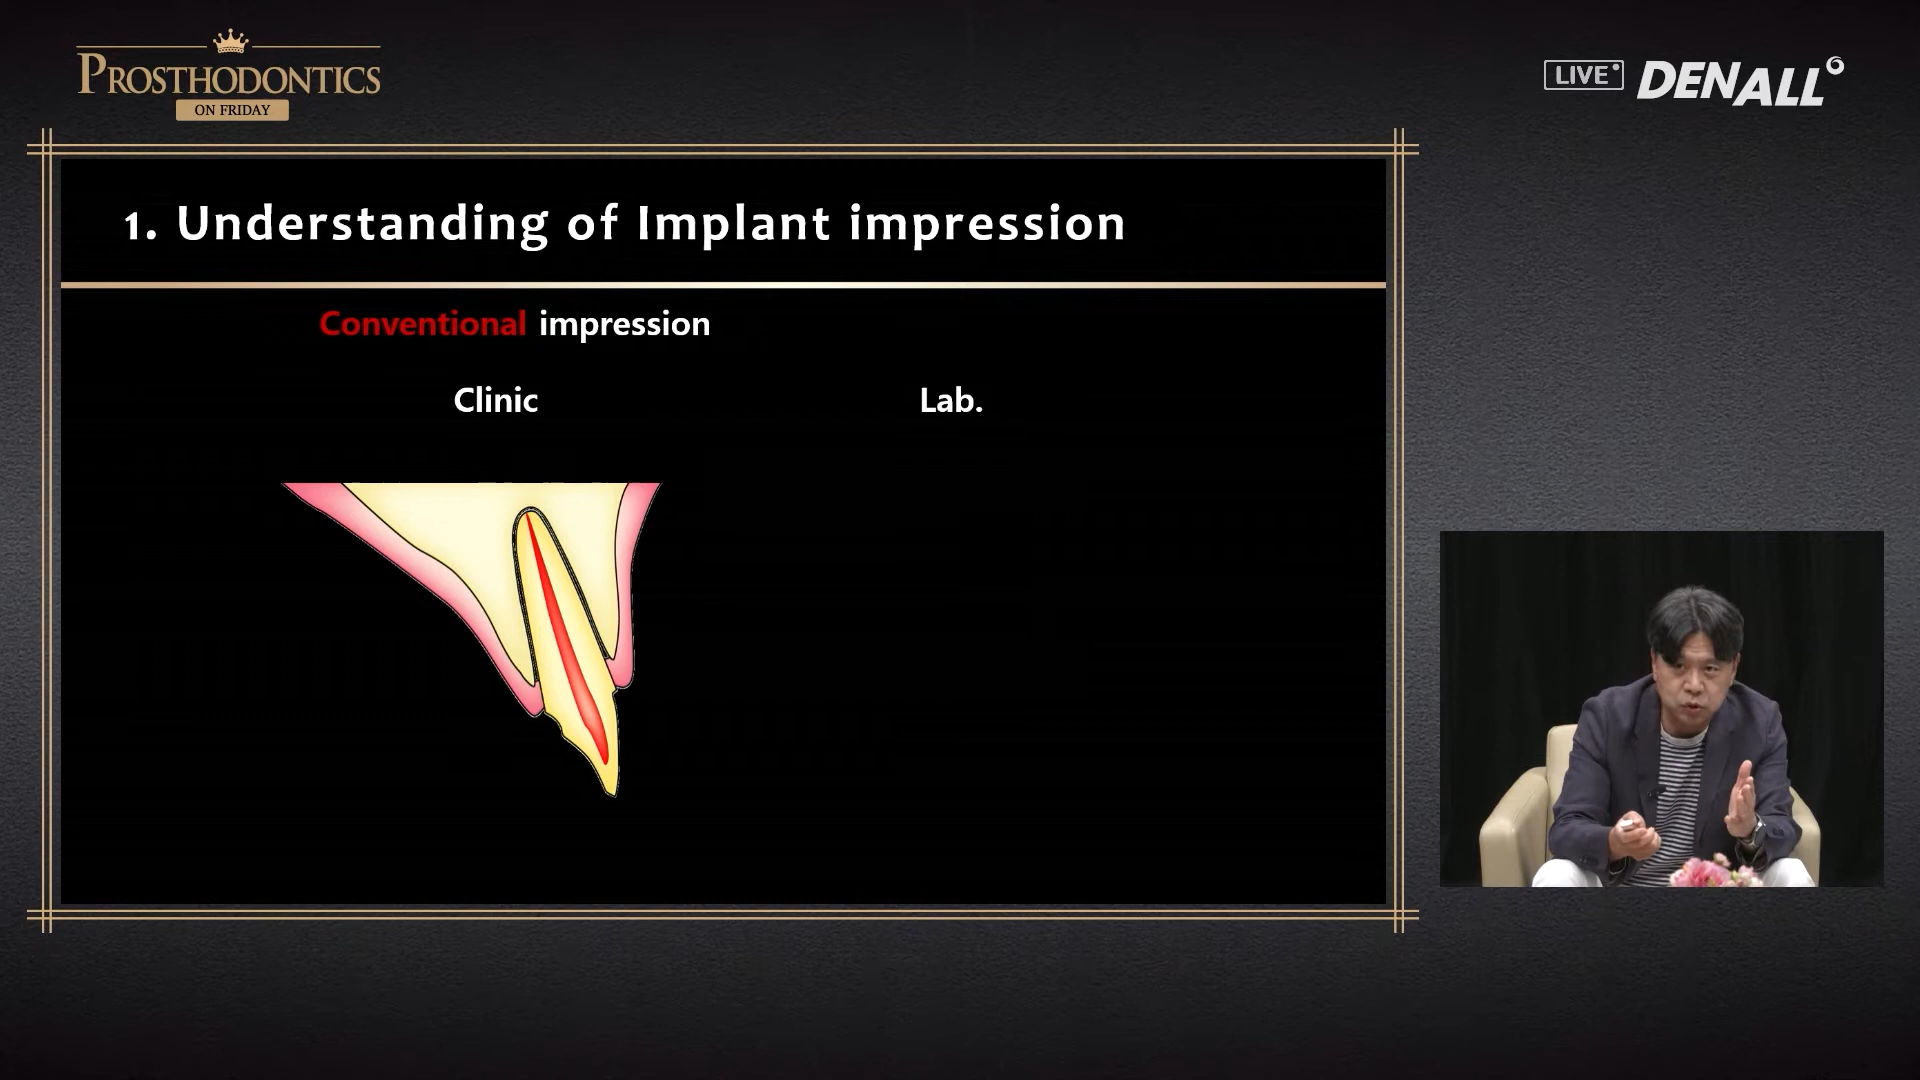 PROSTHODONTICS
ON FRIDAY
LIVE
DENALL
1. Understanding of Implant impression
Conventional impression
Clinic
Lab.